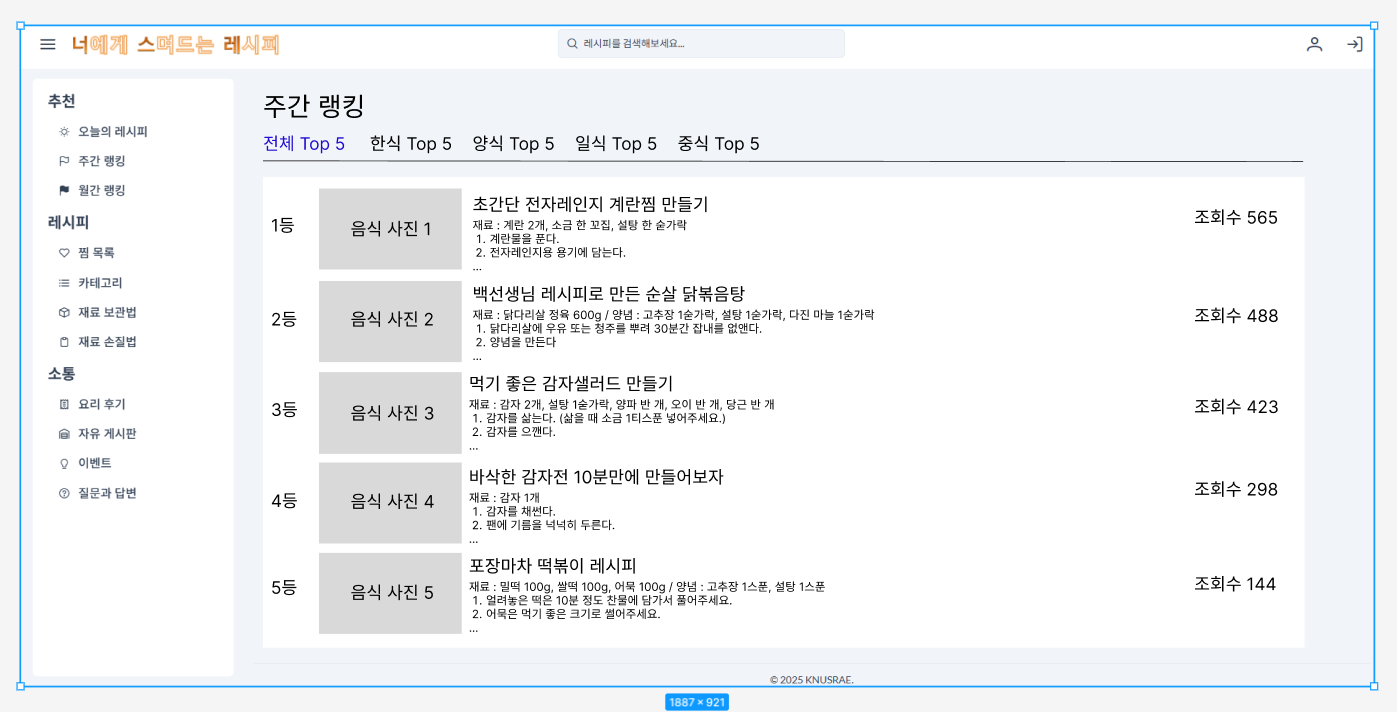 너에게 스며드는 레시피
레시피를 검색해보세요...
추천
오늘의 레시피
주간 랭킹
월간 랭킹
레시피
찜 목록
카테고리
재료 보관법
재료 손질법
소통
요리 후기
자유 게시판
이벤트
질문과 답변
주간 랭킹
전체 Top 5 한식 Top 5 양식 Top 5 일식 Top 5 중식 Top 5
1등
음식 사진 1
초간단 전자레인지 계란찜 만들기
재료 : 계란 2개, 소금 한 꼬집, 설탕 한 숟가락
1. 계란물을 푼다.
2. 전자레인지용 용기에 담는다.
...
조회수 565
2등
음식 사진 2
백선생님 레시피로 만든 순살 닭볶음탕
재료 : 닭다리살 정육 600g / 양념 : 고추장 1숟가락, 설탕 1숟가락, 다진 마늘 1숟가락
1. 닭다리살에 우유 또는 청주를 뿌려 30분간 잡내를 없앤다.
2. 양념을 만든다
...
조회수 488
3등
음식 사진 3
먹기 좋은 감자샐러드 만들기
재료 : 감자 2개, 설탕 1숟가락, 양파 반 개, 오이 반 개, 당근 반 개
1. 감자를 삶는다. (삶을 때 소금 1티스푼 넣어주세요.)
2. 감자를 으깬다.
...
조회수 423
4등
음식 사진 4
바삭한 감자전 10분만에 만들어보자
재료 : 감자 1개
1. 감자를 채썬다.
2. 팬에 기름을 넉넉히 두른다.
...
조회수 298
5등
음식 사진 5
포장마차 떡볶이 레시피
재료 : 밀떡 100g, 쌀떡 100g, 어묵 100g / 양념 : 고추장 1스푼, 설탕 1스푼
1. 얼려놓은 떡은 10분 정도 찬물에 담가서 풀어주세요.
2. 어묵은 먹기 좋은 크기로 썰어주세요.
...
조회수 144
© 2025 KNUSRAE.
1887 × 921